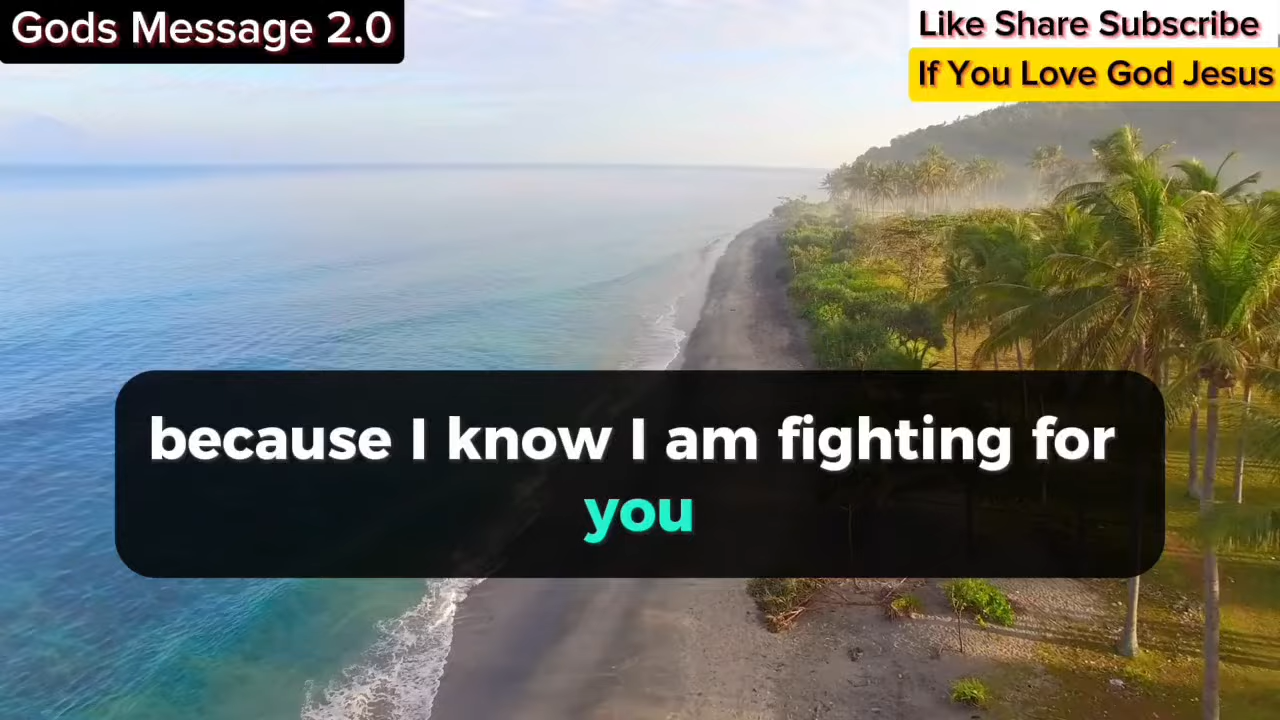 Gods Message 2.0
Like Share Subscribe
If You Love God Jesus
because I know I am fighting for
you